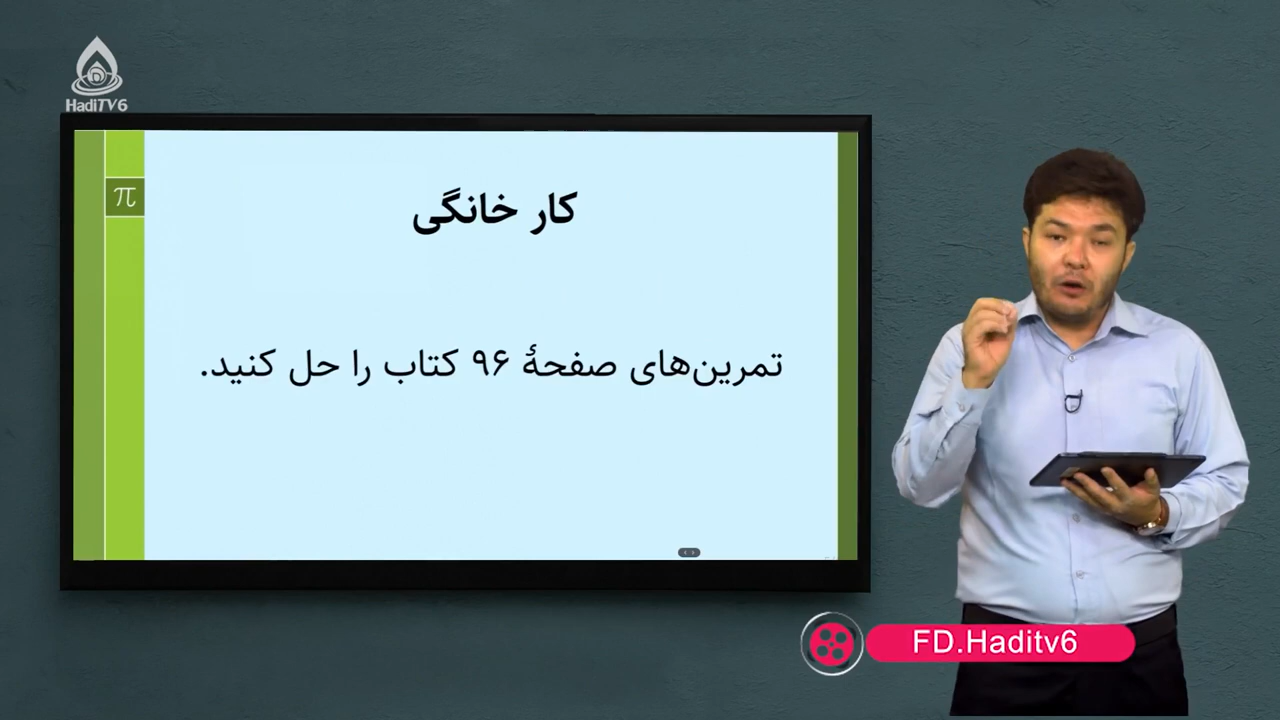 HadiTV6
π
کار خانگی
تمرین‌های صفحهٔ ۹۶ کتاب را حل کنید.
FD.Haditv6